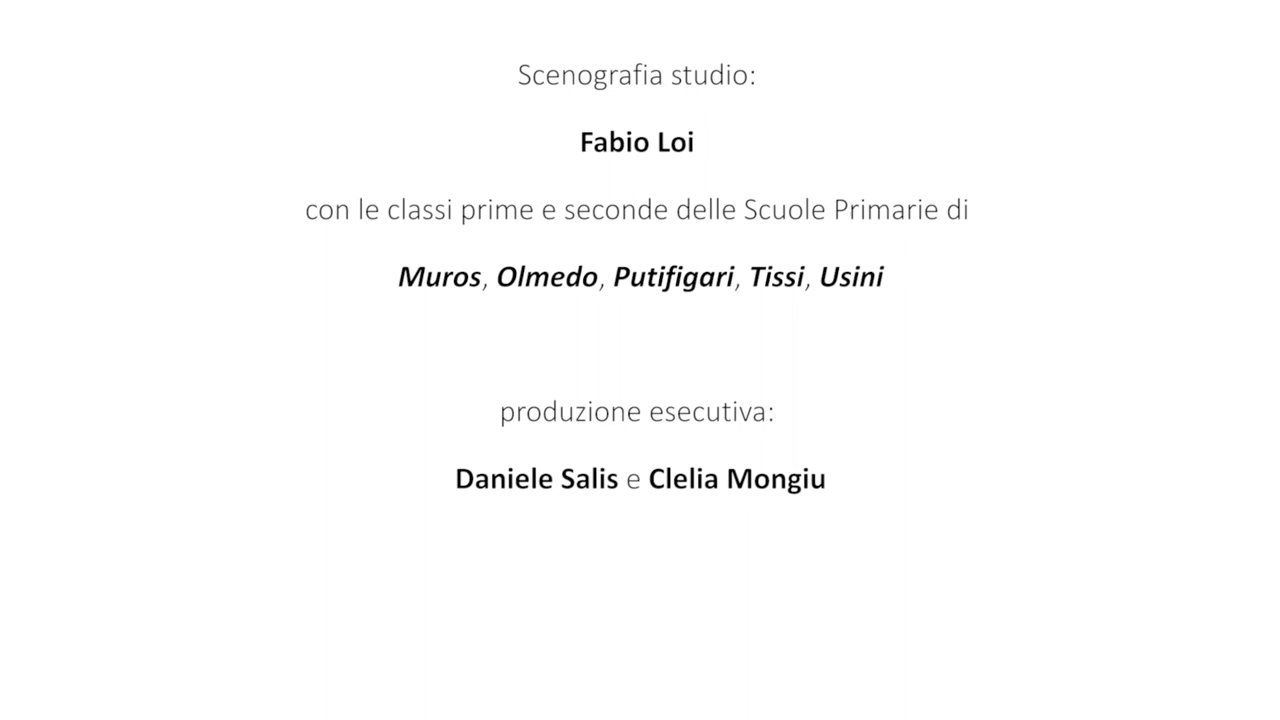 Scenografia studio:
Fabio Loi
con le classi prime e seconde delle Scuole Primarie di
Muros, Olmedo, Putifigari, Tissi, Usini
produzione esecutiva:
Daniele Salis e Clelia Mongiu